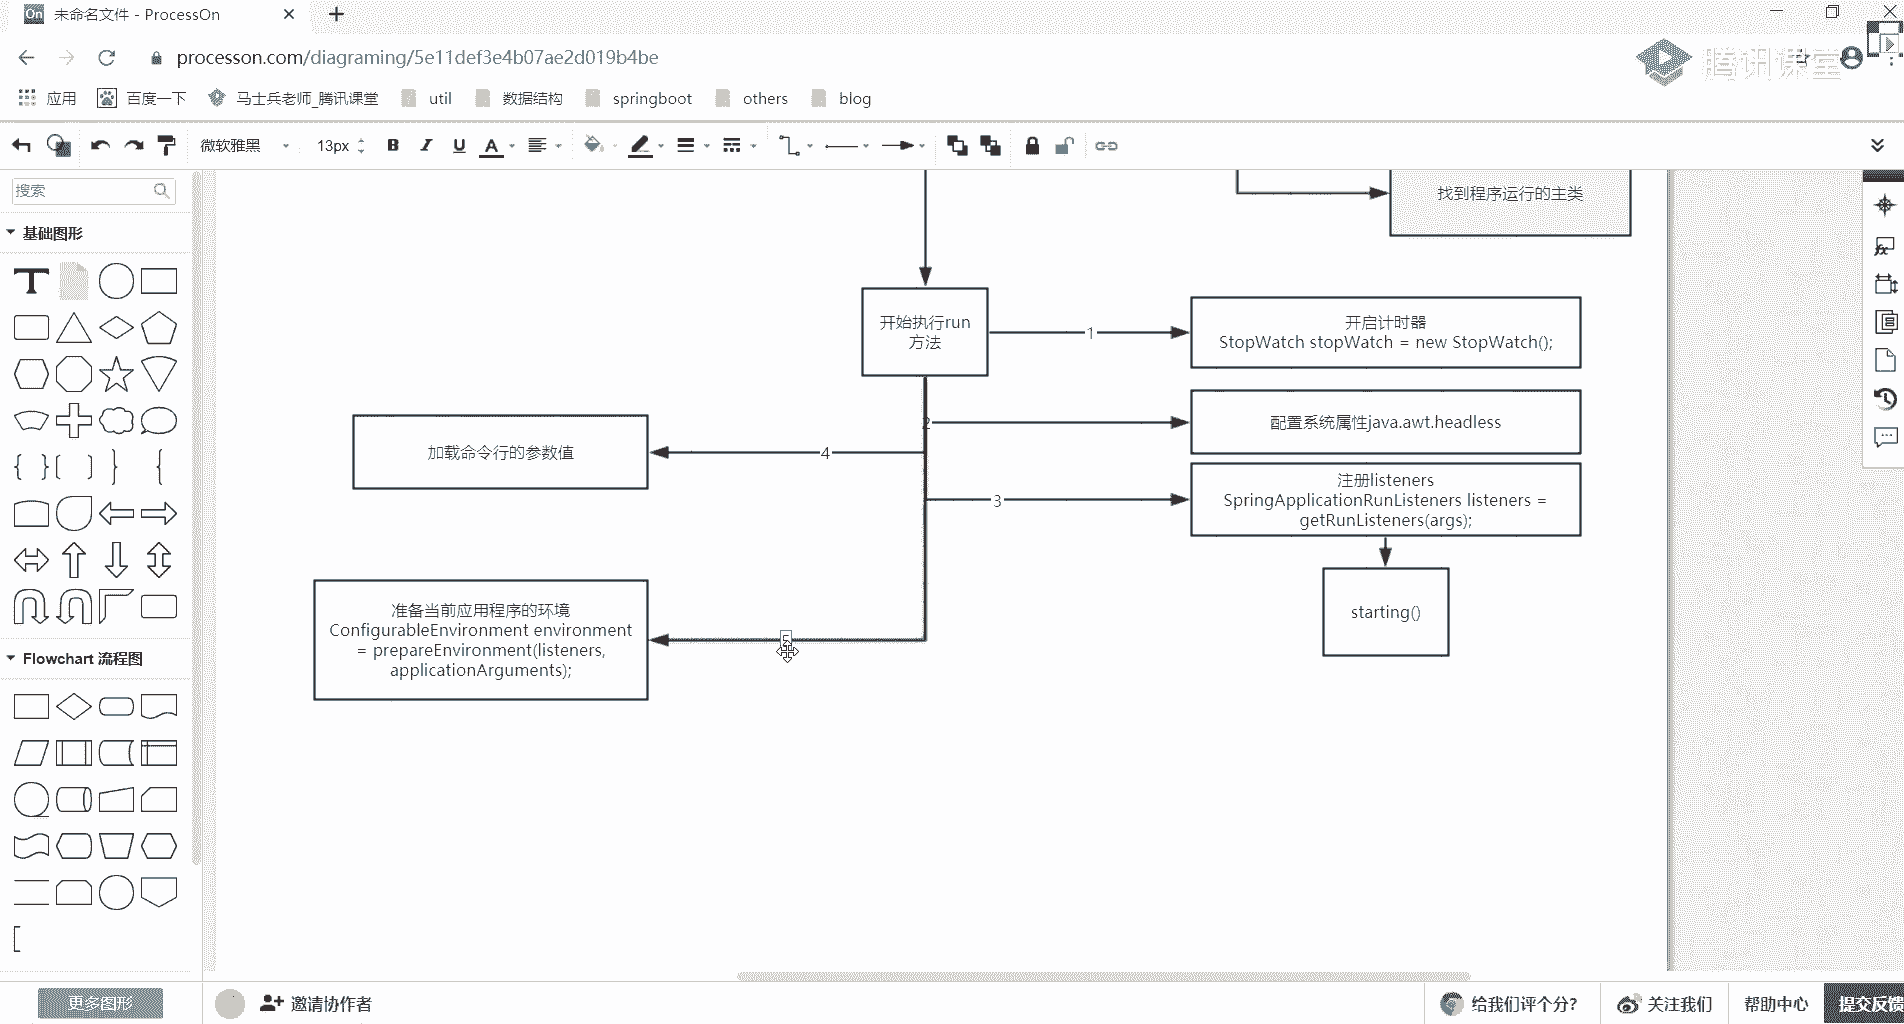 On 未命名文件 - ProcessOn
processon.com/diagraming/5e11def3e4b07ae2d019b4be
腾讯课堂
应用 百度一下 马士兵老师_腾讯课堂 util 数据结构 springboot others blog
微软雅黑 13px B I U A
搜索
基础图形
T
Flowchart 流程图
更多图形
找到程序运行的主类
开始执行run
方法
1
开启计时器
StopWatch stopWatch = new StopWatch();
2
配置系统属性java.awt.headless
4
加载命令行的参数值
3
注册listeners
SpringApplicationRunListeners listeners =
getRunListeners(args);
starting()
5
准备当前应用程序的环境
ConfigurableEnvironment environment
= prepareEnvironment(listeners,
applicationArguments);
邀请协作者
给我们评个分?
关注我们
帮助中心
提交反馈